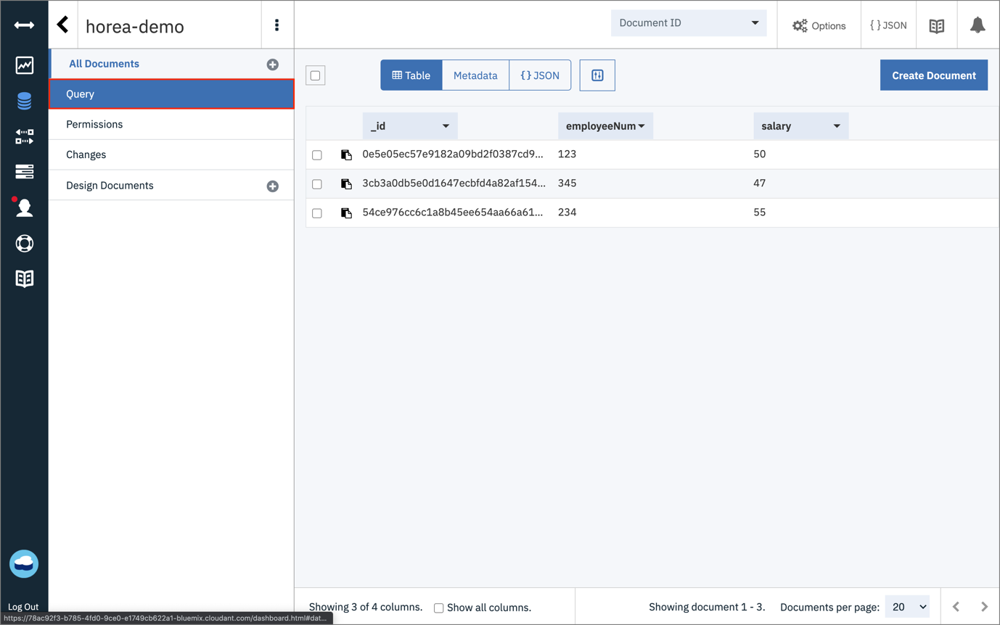 horea-demo
Document ID
Options
{ } JSON
All Documents
Query
Permissions
Changes
Design Documents
Table
Metadata
{ } JSON
Create Document
_id
employeeNum
salary
0e5e05ec57e9182a09bd2f0387cd9...
123
50
3cb3a0db5e0d1647ecbfd4a82af154...
345
47
54ce976cc6c1a8b45ee654aa66a61...
234
55
Log Out
Showing 3 of 4 columns.
Show all columns.
Showing document 1 - 3.
Documents per page:
20
https://78ac92f3-b785-4fd0-9ce0-e1749cb622a1-bluemix.cloudant.com/dashboard.html#dat...